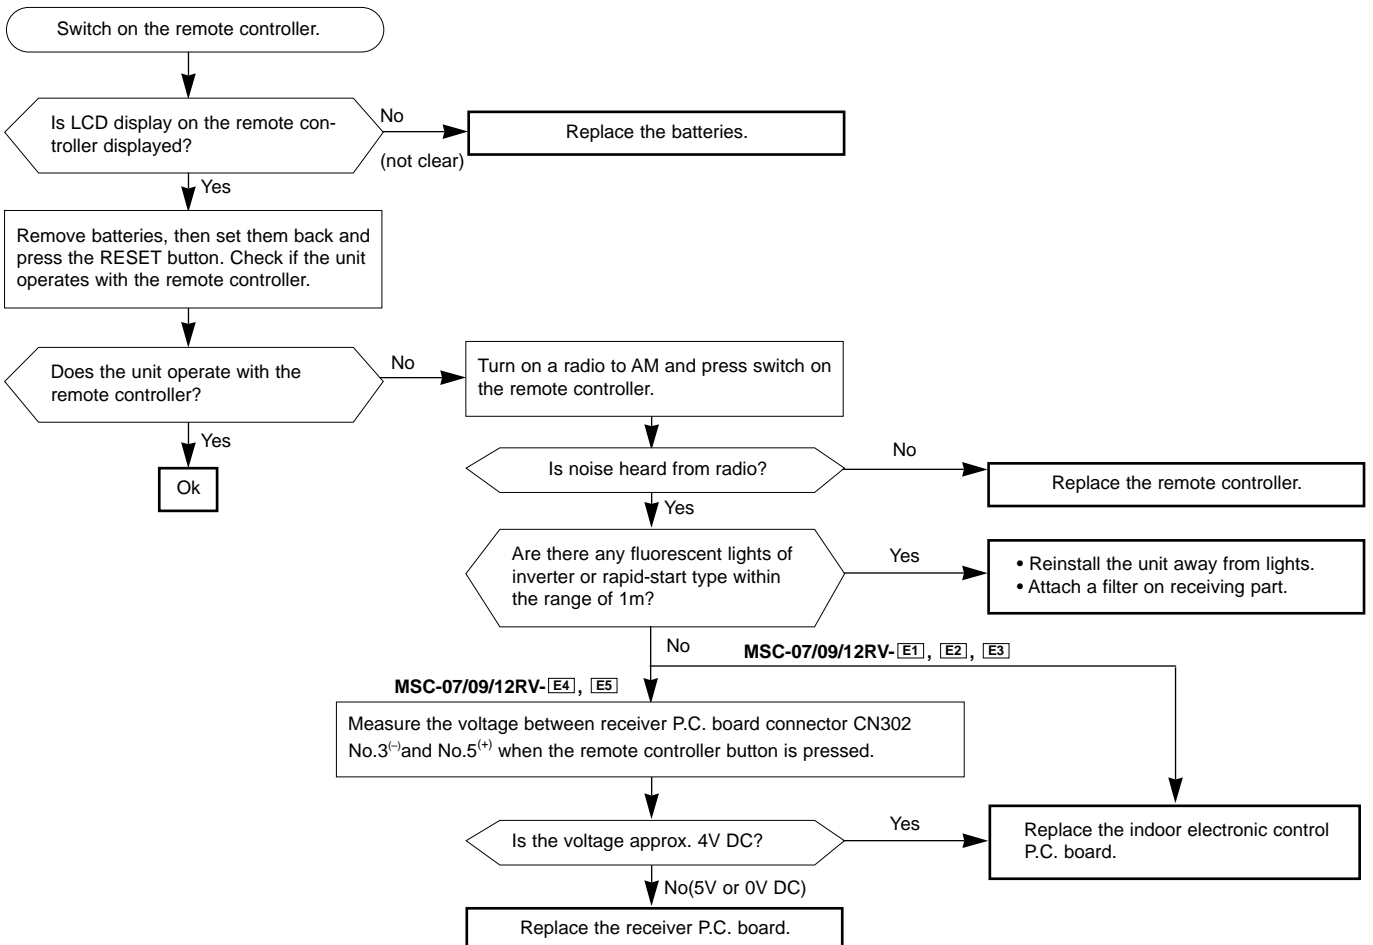 Switch on the remote controller.
Is LCD display on the remote con-
troller displayed?
No
(not clear)
Replace the batteries.
Yes
Remove batteries, then set them back and
press the RESET button. Check if the unit
operates with the remote controller.
Does the unit operate with the
remote controller?
No
Turn on a radio to AM and press switch on
the remote controller.
Yes
Ok
Is noise heard from radio?
No
Replace the remote controller.
Yes
Are there any fluorescent lights of
inverter or rapid-start type within
the range of 1m?
Yes
• Reinstall the unit away from lights.
• Attach a filter on receiving part.
No
MSC-07/09/12RV-E1, E2, E3
MSC-07/09/12RV-E4, E5
Measure the voltage between receiver P.C. board connector CN302
No.3(–)and No.5(+) when the remote controller button is pressed.
Is the voltage approx. 4V DC?
Yes
Replace the indoor electronic control
P.C. board.
No(5V or 0V DC)
Replace the receiver P.C. board.